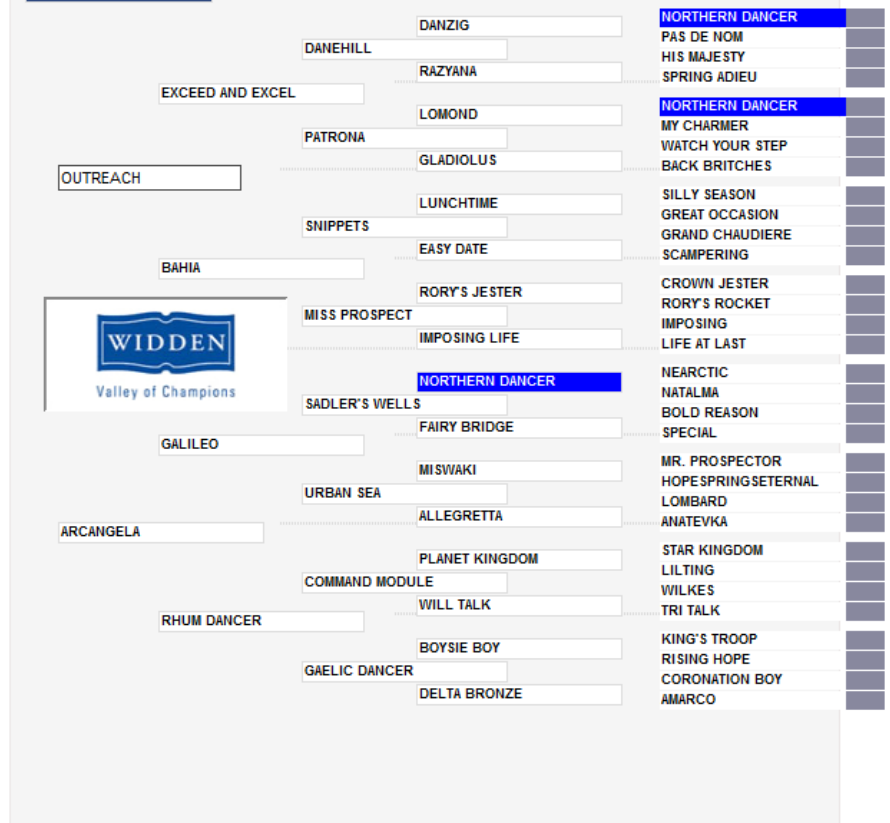 DANZIG
NORTHERN DANCER
PAS DE NOM
DANEHILL
HIS MAJESTY
RAZYANA
SPRING ADIEU
EXCEED AND EXCEL
LOMOND
NORTHERN DANCER
MY CHARMER
PATRONA
WATCH YOUR STEP
GLADIOLUS
BACK BRITCHES
OUTREACH
LUNCHTIME
SILLY SEASON
GREAT OCCASION
SNIPPETS
GRAND CHAUDIERE
EASY DATE
SCAMPERING
BAHIA
RORY'S JESTER
CROWN JESTER
RORY'S ROCKET
MISS PROSPECT
IMPOSING
IMPOSING LIFE
LIFE AT LAST
WIDDEN
Valley of Champions
NORTHERN DANCER
NEARCTIC
NATALMA
SADLER'S WELLS
BOLD REASON
FAIRY BRIDGE
SPECIAL
GALILEO
MISWAKI
MR. PROSPECTOR
HOPESPRINGSETERNAL
URBAN SEA
LOMBARD
ALLEGRETTA
ANATEVKA
ARCANGELA
PLANET KINGDOM
STAR KINGDOM
LILTING
COMMAND MODULE
WILKES
WILL TALK
TRI TALK
RHUM DANCER
BOYSIE BOY
KING'S TROOP
RISING HOPE
GAELIC DANCER
CORONATION BOY
DELTA BRONZE
AMARCO